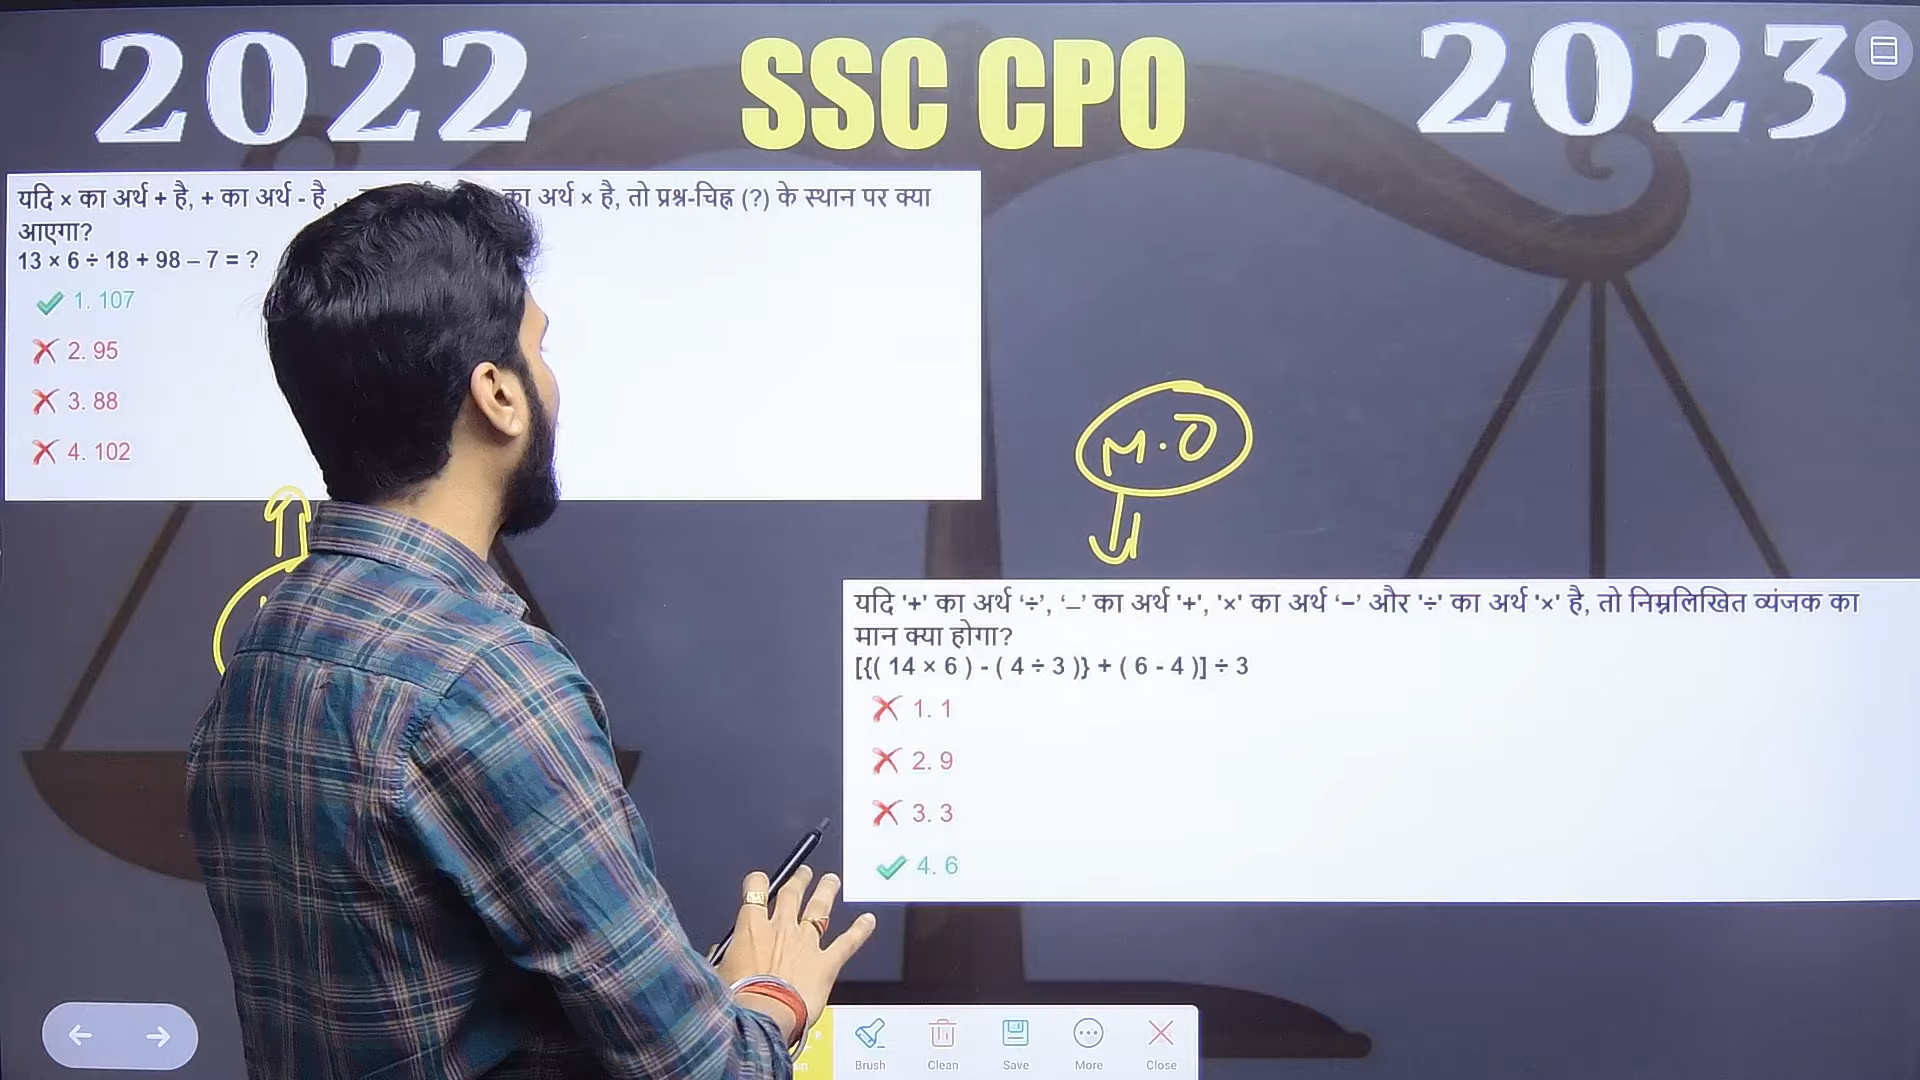 2022 SSC CPO 2023
यदि × का अर्थ + है, + का अर्थ - है , का अर्थ × है, तो प्रश्न-चिह्न (?) के स्थान पर क्या
आएगा?
13 × 6 ÷ 18 + 98 – 7 = ?
1. 107
2. 95
3. 88
4. 102
M.O
यदि '+' का अर्थ ‘÷’, ‘–’ का अर्थ '+', '×' का अर्थ ‘−’ और '÷' का अर्थ '×' है, तो निम्नलिखित व्यंजक का
मान क्या होगा?
[{( 14 × 6 ) - ( 4 ÷ 3 )} + ( 6 - 4 )] ÷ 3
1. 1
2. 9
3. 3
4. 6
Brush Clean Save More Close